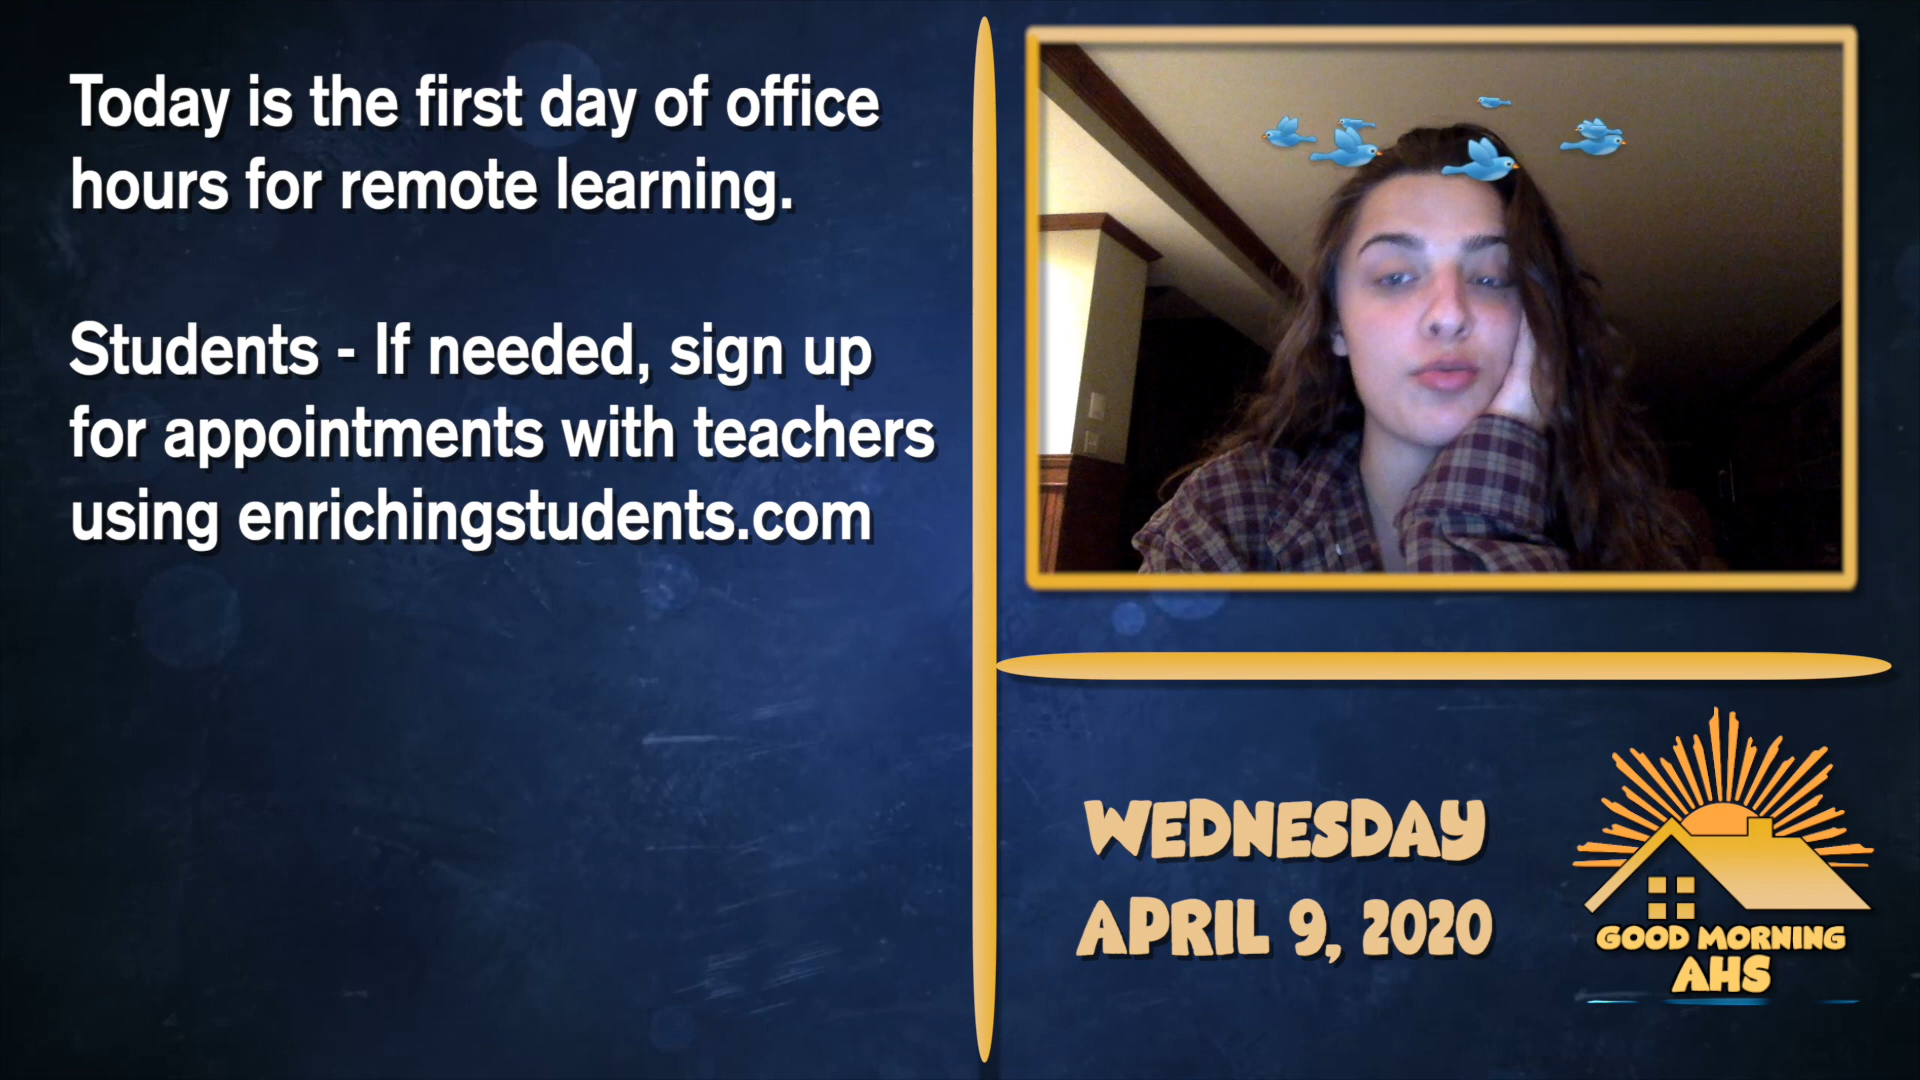 Today is the first day of office
hours for remote learning.
Students - If needed, sign up
for appointments with teachers
using enrichingstudents.com
WEDNESDAY
APRIL 9, 2020
GOOD MORNING
AHS